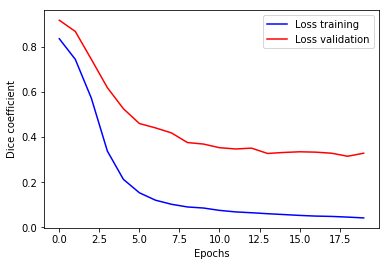 Loss training
Loss validation
Dice coefficient
0.8
0.6
0.4
0.2
0.0
0.0 2.5 5.0 7.5 10.0 12.5 15.0 17.5
Epochs